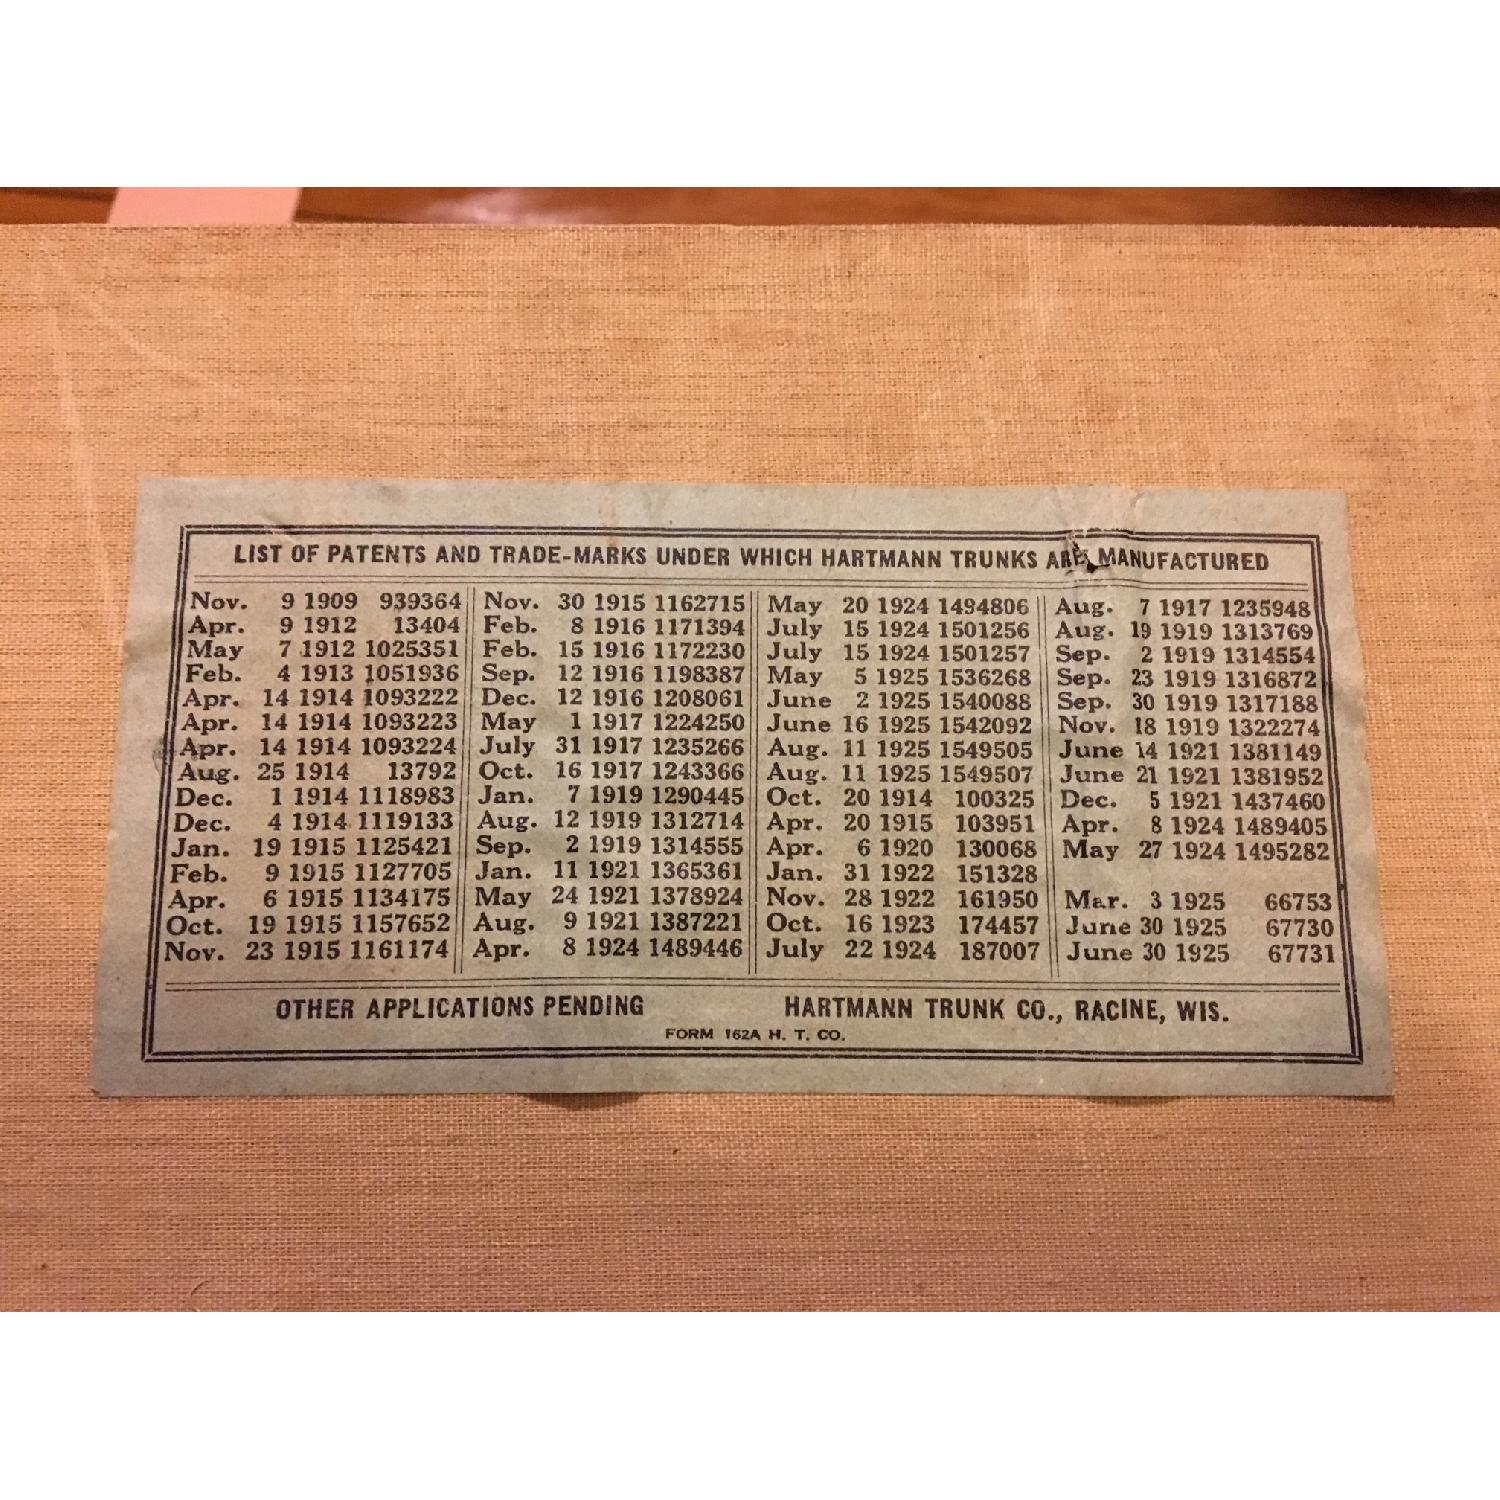 LIST OF PATENTS AND TRADE-MARKS UNDER WHICH HARTMANN TRUNKS ARE MANUFACTURED
Nov. 9 1909 939364
Apr. 9 1912 13404
May 7 1912 1025351
Feb. 4 1913 1051936
Apr. 14 1914 1093222
Apr. 14 1914 1093223
Apr. 14 1914 1093224
Aug. 25 1914 13792
Dec. 1 1914 1118983
Dec. 4 1914 1119133
Jan. 19 1915 1125421
Feb. 9 1915 1127705
Apr. 6 1915 1134175
Oct. 19 1915 1157652
Nov. 23 1915 1161174
Nov. 30 1915 1162715
Feb. 8 1916 1171394
Feb. 15 1916 1172230
Sep. 12 1916 1198387
Dec. 12 1916 1208061
May 1 1917 1224250
July 31 1917 1235266
Oct. 16 1917 1243366
Jan. 7 1919 1290445
Aug. 12 1919 1312714
Sep. 2 1919 1314555
Jan. 11 1921 1365361
May 24 1921 1378924
Aug. 9 1921 1387221
Apr. 8 1924 1489446
May 20 1924 1494806
July 15 1924 1501256
July 15 1924 1501257
May 5 1925 1536268
June 2 1925 1540088
June 16 1925 1542092
Aug. 11 1925 1549505
Aug. 11 1925 1549507
Oct. 20 1914 100325
Apr. 20 1915 103951
Apr. 6 1920 130068
Jan. 31 1922 151328
Nov. 28 1922 161950
Oct. 16 1923 174457
July 22 1924 187007
Aug. 7 1917 1235948
Aug. 19 1919 1313769
Sep. 2 1919 1314554
Sep. 23 1919 1316872
Sep. 30 1919 1317188
Nov. 18 1919 1322274
June 14 1921 1381149
June 21 1921 1381952
Dec. 5 1921 1437460
Apr. 8 1924 1489405
May 27 1924 1495282
Mar. 3 1925 66753
June 30 1925 67730
June 30 1925 67731
OTHER APPLICATIONS PENDING HARTMANN TRUNK CO., RACINE, WIS.
FORM 162A H. T. CO.